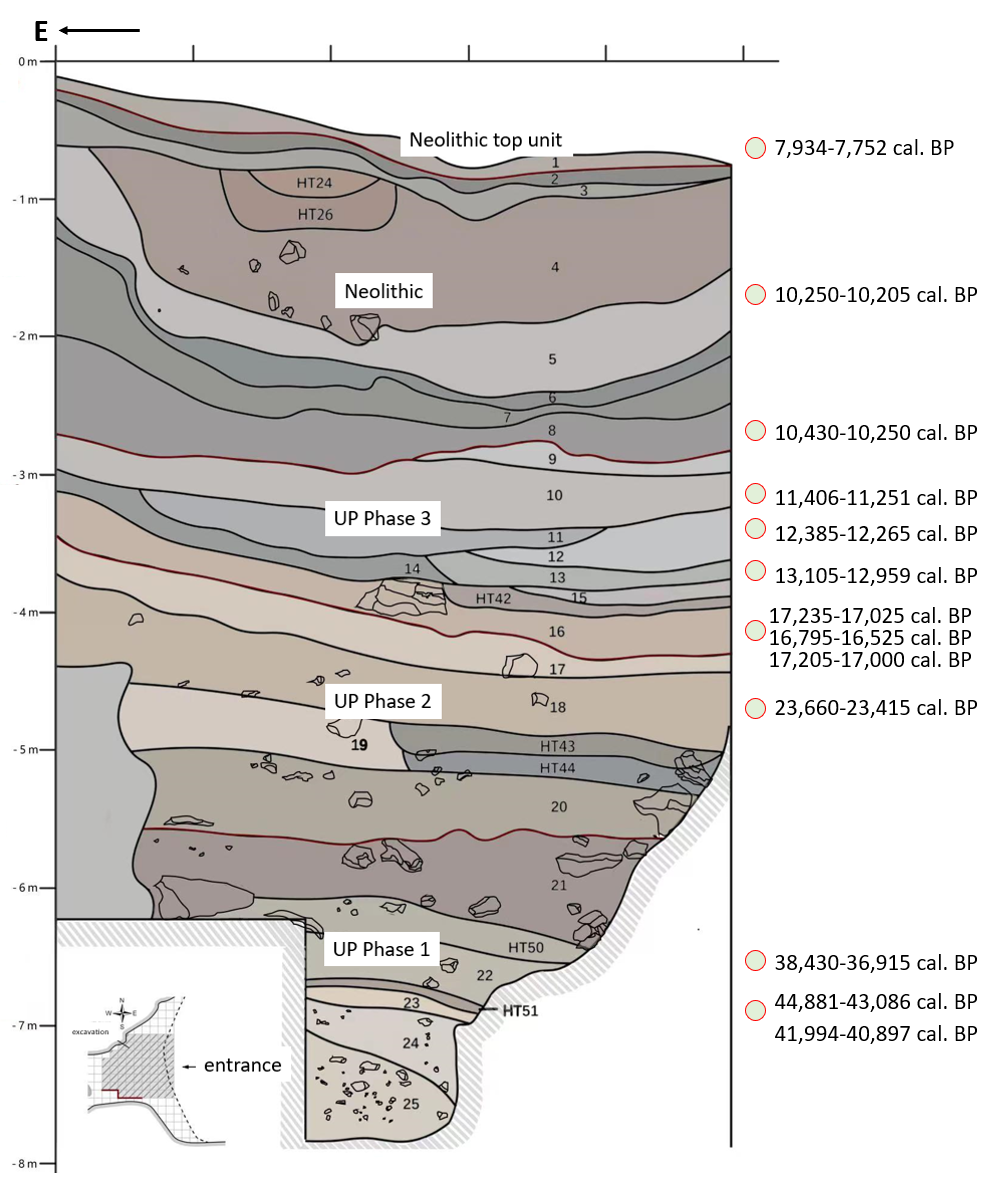 E
0 m
Neolithic top unit
7,934-7,752 cal. BP
1
2
3
HT24
- 1 m
HT26
4
Neolithic
10,250-10,205 cal. BP
- 2 m
5
6
7
8
10,430-10,250 cal. BP
9
- 3 m
10
11,406-11,251 cal. BP
UP Phase 3
12,385-12,265 cal. BP
11
12
14
13
13,105-12,959 cal. BP
HT42
15
- 4 m
17,235-17,025 cal. BP
16
16,795-16,525 cal. BP
17,205-17,000 cal. BP
17
UP Phase 2
18
23,660-23,415 cal. BP
19
HT43
- 5 m
HT44
20
21
- 6 m
UP Phase 1
HT50
38,430-36,915 cal. BP
22
23
HT51
44,881-43,086 cal. BP
- 7 m
41,994-40,897 cal. BP
24
N
W
E
S
excavation
entrance
25
- 8 m